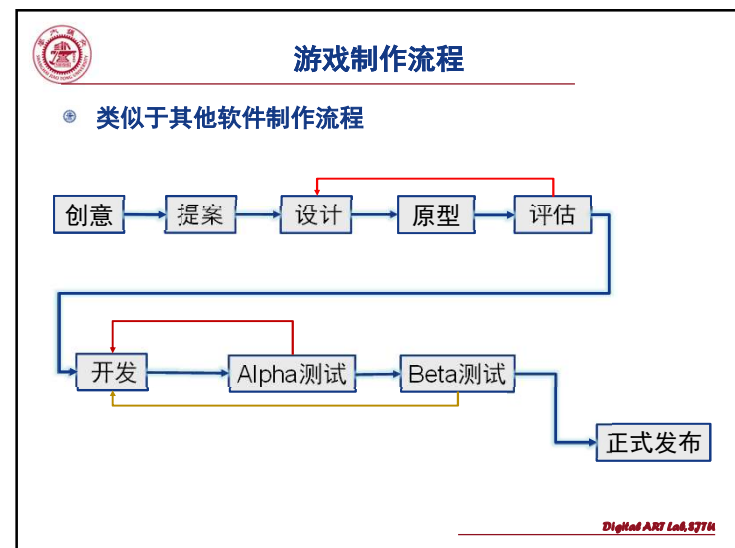 游戏制作流程
类似于其他软件制作流程
创意
提案
设计
原型
评估
开发
Alpha测试
Beta测试
正式发布
Digital ART Lab,SJTU